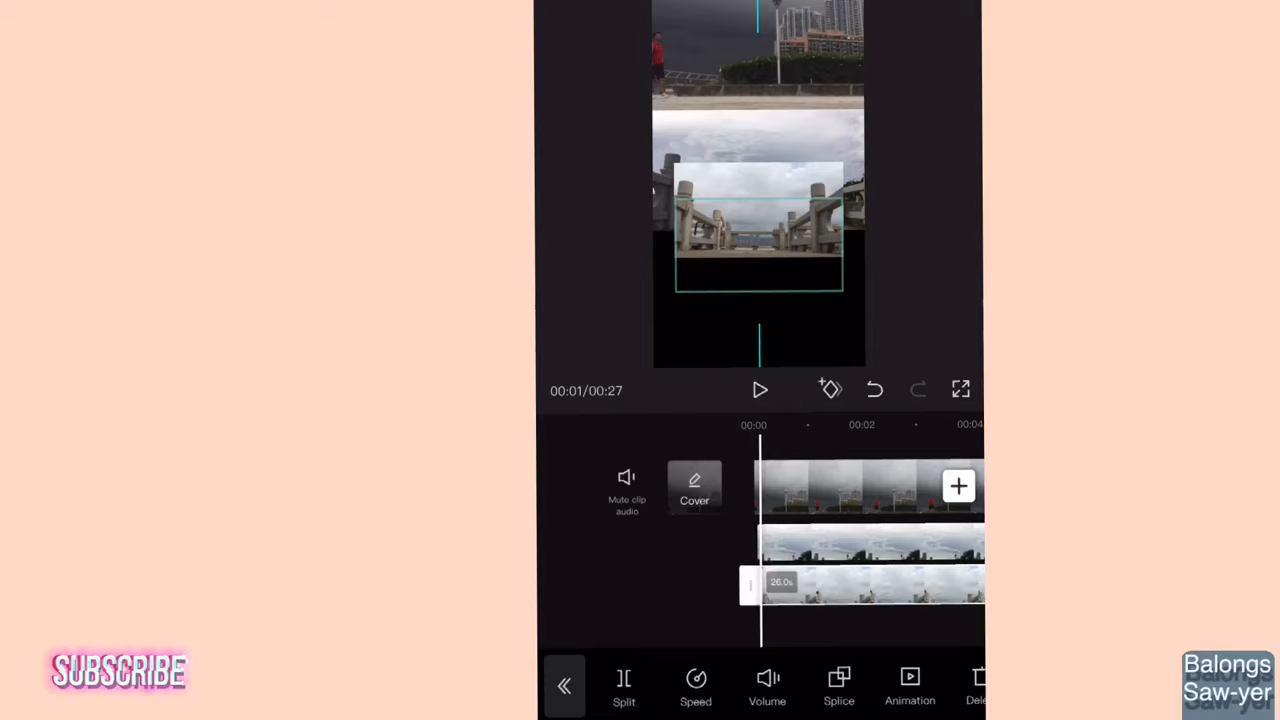 00:01/00:27
00:00
00:02
00:04
Mute clip
audio
Cover
26.0s
Split
Speed
Volume
Splice
Animation
Dele
SUBSCRIBE
Balongs
Saw-yer